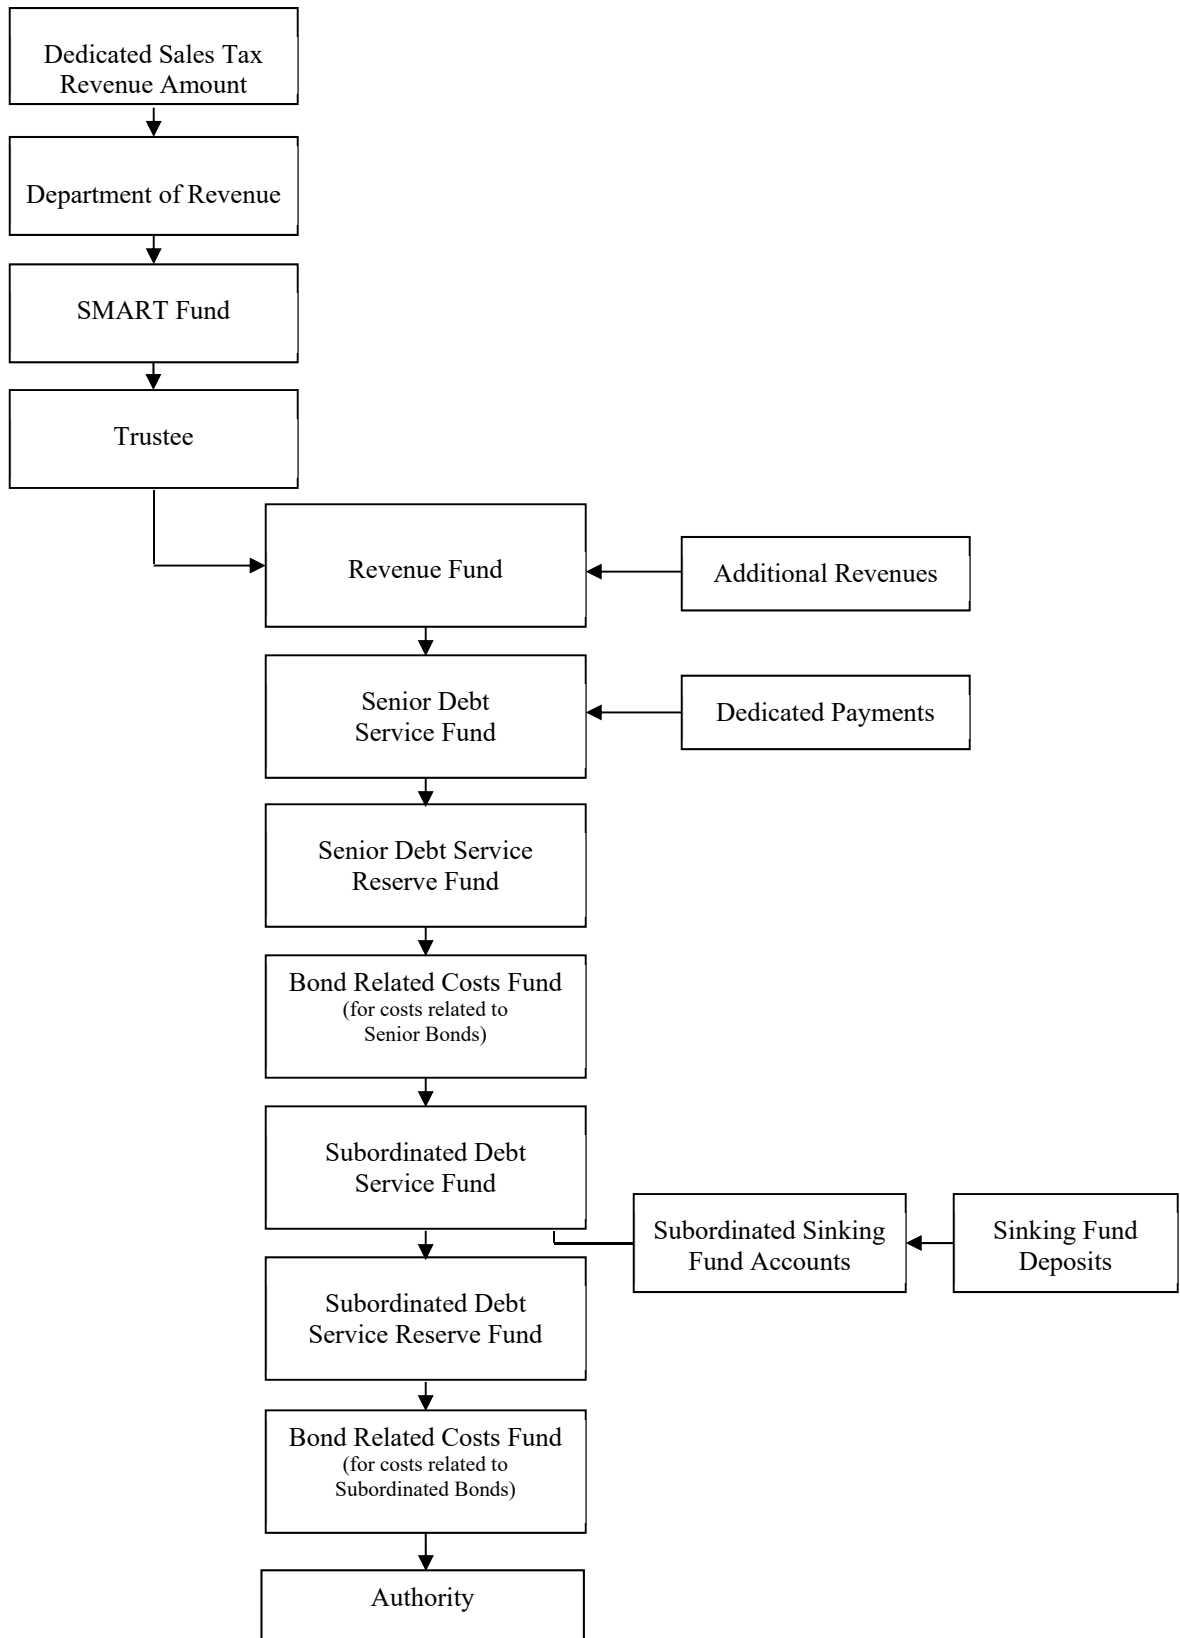 Dedicated Sales Tax
Revenue Amount
Department of Revenue
SMART Fund
Trustee
Revenue Fund
Additional Revenues
Senior Debt
Service Fund
Dedicated Payments
Senior Debt Service
Reserve Fund
Bond Related Costs Fund
(for costs related to
Senior Bonds)
Subordinated Debt
Service Fund
Subordinated Sinking
Fund Accounts
Sinking Fund
Deposits
Subordinated Debt
Service Reserve Fund
Bond Related Costs Fund
(for costs related to
Subordinated Bonds)
Authority